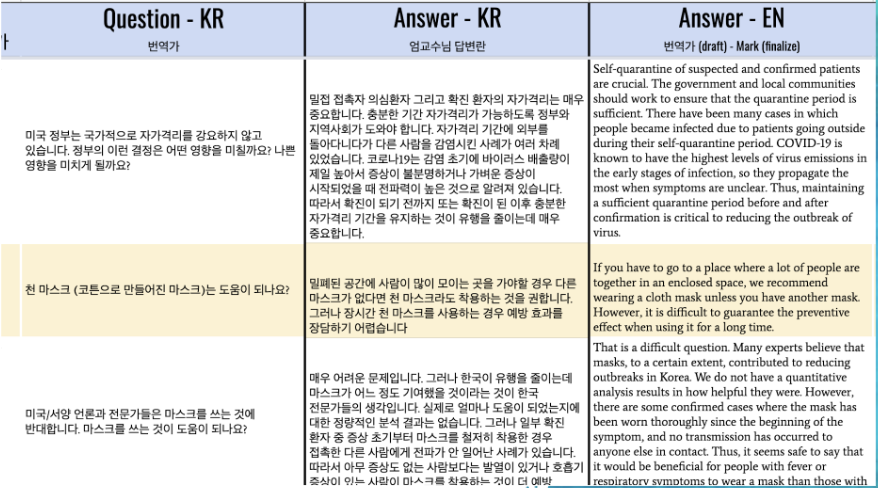 Question - KR
번역가
Answer - KR
엄교수님 답변란
Answer - EN
번역가 (draft) - Mark (finalize)
미국 정부는 국가적으로 자가격리를 강요하지 않고
있습니다. 정부의 이런 결정은 어떤 영향을 미칠까요? 나쁜
영향을 미치게 될까요?
밀접 접촉자 의심환자 그리고 확진 환자의 자가격리는 매우
중요합니다. 충분한 기간 자가격리가 가능하도록 정부와
지역사회가 도와야 합니다. 자가격리 기간에 외부를
돌아다니다가 다른 사람을 감염시킨 사례가 여러 차례
있었습니다. 코로나19는 감염 초기에 바이러스 배출량이
제일 높아서 증상이 불분명하거나 가벼운 증상이
시작되었을 때 전파력이 높은 것으로 알려져 있습니다.
따라서 확진이 되기 전까지 또는 확진이 된 이후 충분한
자가격리 기간을 유지하는 것이 유행을 줄이는데 매우
중요합니다.
Self-quarantine of suspected and confirmed patients
are crucial. The government and local communities
should work to ensure that the quarantine period is
sufficient. There have been many cases in which
people became infected due to patients going outside
during their self-quarantine period. COVID-19 is
known to have the highest levels of virus emissions in
the early stages of infection, so they propagate the
most when symptoms are unclear. Thus, maintaining
a sufficient quarantine period before and after
confirmation is critical to reducing the outbreak of
virus.
천 마스크 (코튼으로 만들어진 마스크)는 도움이 되나요?
밀폐된 공간에 사람이 많이 모이는 곳을 가야할 경우 다른
마스크가 없다면 천 마스크라도 착용하는 것을 권합니다.
그러나 장시간 천 마스크를 사용하는 경우 예방 효과를
장담하기 어렵습니다
If you have to go to a place where a lot of people are
together in an enclosed space, we recommend
wearing a cloth mask unless you have another mask.
However, it is difficult to guarantee the preventive
effect when using it for a long time.
미국/서양 언론과 전문가들은 마스크를 쓰는 것에
반대합니다. 마스크를 쓰는 것이 도움이 되나요?
매우 어려운 문제입니다. 그러나 한국이 유행을 줄이는데
마스크가 어느 정도 기여했을 것이라는 것이 한국
전문가들의 생각입니다. 실제로 얼마나 도움이 되었는지에
대한 정량적인 분석 결과는 없습니다. 그러나 일부 확진
환자 중 증상 초기부터 마스크를 철저히 착용한 경우
접촉한 다른 사람에게 전파가 안 일어난 사례가 있습니다.
따라서 아무 증상도 없는 사람보다는 발열이 있거나 호흡기
증상이 있는 사람이 마스크를 착용하는 것이 더 예방
That is a difficult question. Many experts believe that
masks, to a certain extent, contributed to reducing
outbreaks in Korea. We do not have a quantitative
analysis results in how helpful they were. However,
there are some confirmed cases where the mask has
been worn thoroughly since the beginning of the
symptom, and no transmission has occurred to
anyone else in contact. Thus, it seems safe to say that
it would be beneficial for people with fever or
respiratory symptoms to wear a mask than those with